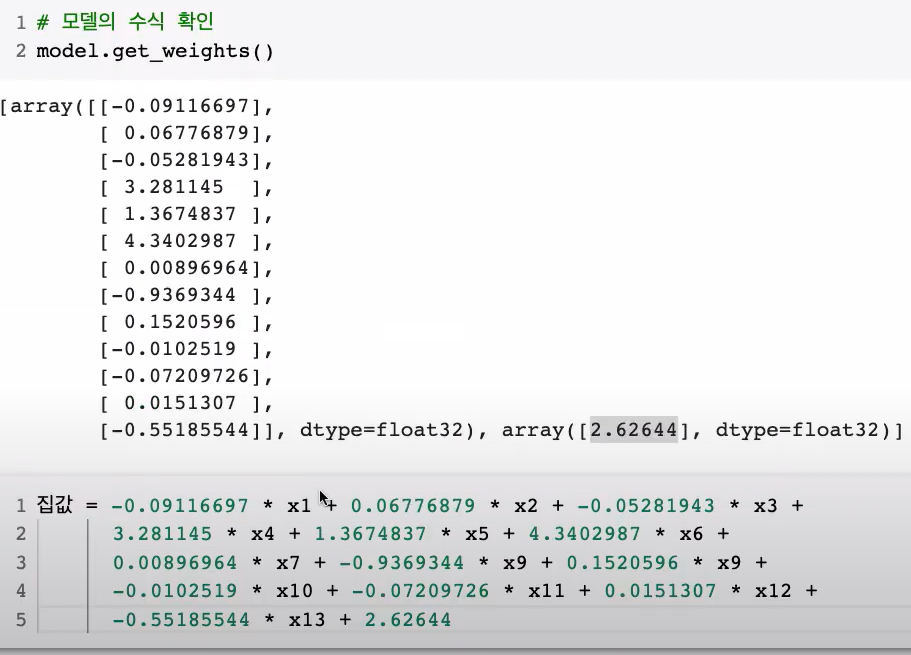 1 # 모델의 수식 확인
2 model.get_weights()
[array([[-0.09116697],
[ 0.06776879],
[-0.05281943],
[ 3.281145 ],
[ 1.3674837 ],
[ 4.3402987 ],
[ 0.00896964],
[-0.9369344 ],
[ 0.1520596 ],
[-0.0102519 ],
[-0.07209726],
[ 0.0151307 ],
[-0.55185544]], dtype=float32), array([2.62644], dtype=float32)]
1 집값 = -0.09116697 * x1 + 0.06776879 * x2 + -0.05281943 * x3 +
2 3.281145 * x4 + 1.3674837 * x5 + 4.3402987 * x6 +
3 0.00896964 * x7 + -0.9369344 * x9 + 0.1520596 * x9 +
4 -0.0102519 * x10 + -0.07209726 * x11 + 0.0151307 * x12 +
5 -0.55185544 * x13 + 2.62644